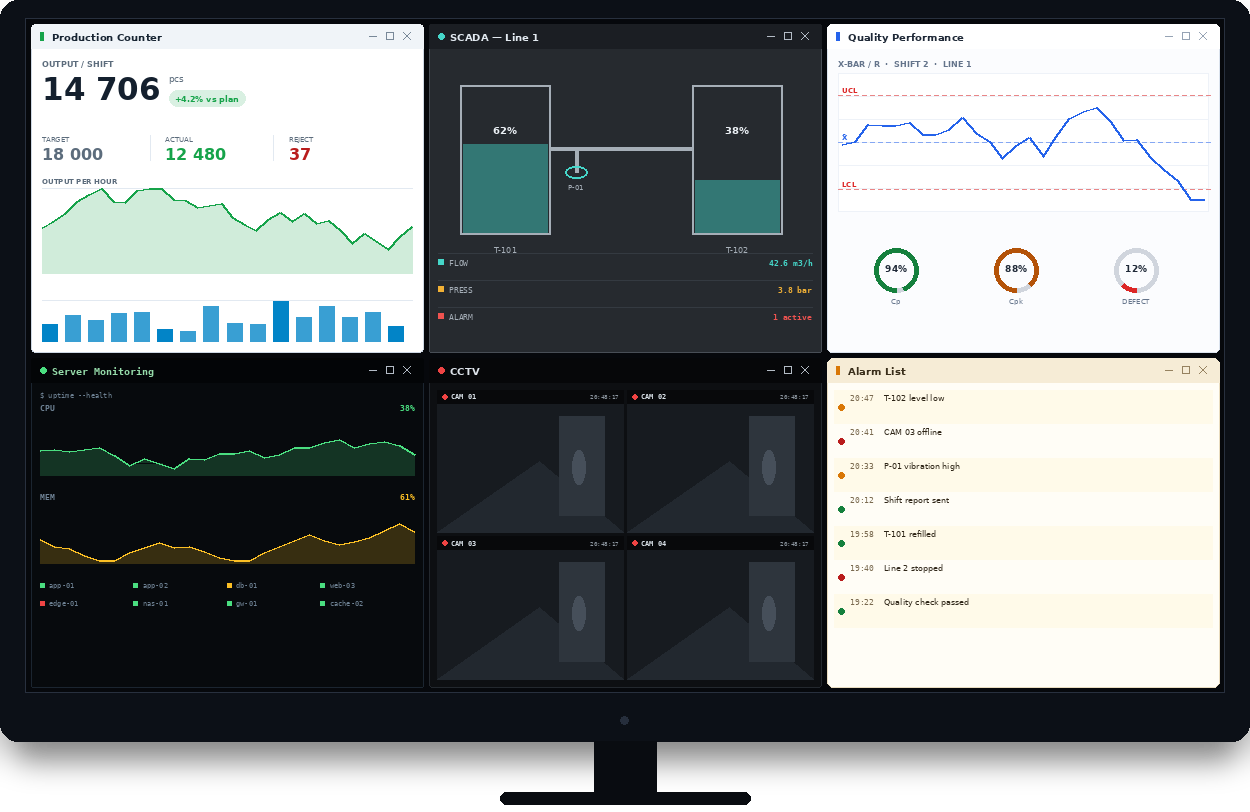 Production Counter
OUTPUT / SHIFT
14 706 pcs
+4.2% vs plan
TARGET ACTUAL REJECT
18 000 12 480 37
OUTPUT PER HOUR
SCADA — Line 1
62% 38%
P-01
T-101 T-102
FLOW 42.6 m3/h
PRESS 3.8 bar
ALARM 1 active
Quality Performance
X-BAR / R • SHIFT 2 • LINE 1
UCL
X̄
LCL
94% 88% 12%
Cp Cpk DEFECT
Server Monitoring
$ uptime --health
CPU 38%
MEM 61%
app-01 app-02 db-01 web-03
edge-01 nas-01 gw-01 cache-02
CCTV
CAM 01 20:48:17 CAM 02 20:48:17
CAM 03 20:48:17 CAM 04 20:48:17
Alarm List
20:47 T-102 level low
20:41 CAM 03 offline
20:33 P-01 vibration high
20:12 Shift report sent
19:58 T-101 refilled
19:40 Line 2 stopped
19:22 Quality check passed